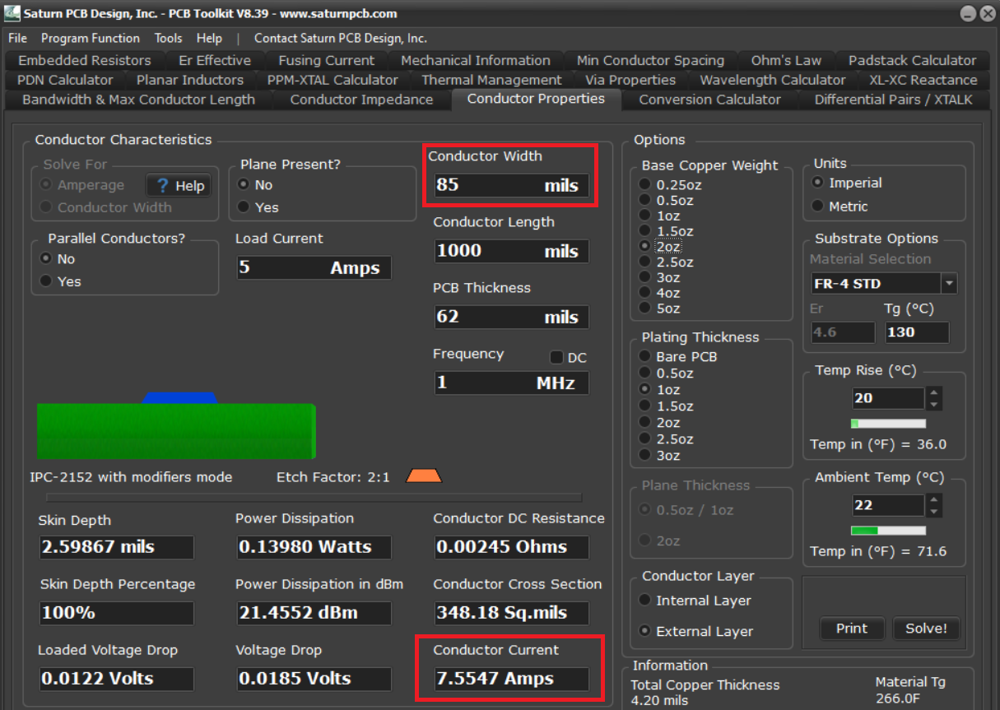 Saturn PCB Design, Inc. - PCB Toolkit V8.39 - www.saturnpcb.com
File Program Function Tools Help | Contact Saturn PCB Design, Inc.
Embedded Resistors Er Effective Fusing Current Mechanical Information Min Conductor Spacing Ohm's Law Padstack Calculator
PDN Calculator Planar Inductors PPM-XTAL Calculator Thermal Management Via Properties Wavelength Calculator XL-XC Reactance
Bandwidth & Max Conductor Length Conductor Impedance Conductor Properties Conversion Calculator Differential Pairs / XTALK
Conductor Characteristics
Solve For
Amperage
? Help
Conductor Width
Plane Present?
No
Yes
Parallel Conductors?
No
Yes
Load Current
5 Amps
Conductor Width
85 mils
Conductor Length
1000 mils
PCB Thickness
62 mils
Frequency
DC
1 MHz
IPC-2152 with modifiers mode
Etch Factor: 2:1
Skin Depth
2.59867 mils
Power Dissipation
0.13980 Watts
Conductor DC Resistance
0.00245 Ohms
Skin Depth Percentage
100%
Power Dissipation in dBm
21.4552 dBm
Conductor Cross Section
348.18 Sq.mils
Loaded Voltage Drop
0.0122 Volts
Voltage Drop
0.0185 Volts
Conductor Current
7.5547 Amps
Options
Base Copper Weight
0.25oz
0.5oz
1oz
1.5oz
2oz
2.5oz
3oz
4oz
5oz
Plating Thickness
Bare PCB
0.5oz
1oz
1.5oz
2oz
2.5oz
3oz
Plane Thickness
0.5oz / 1oz
2oz
Conductor Layer
Internal Layer
External Layer
Units
Imperial
Metric
Substrate Options
Material Selection
FR-4 STD
Er Tg (°C)
4.6 130
Temp Rise (°C)
20
Temp in (°F) = 36.0
Ambient Temp (°C)
22
Temp in (°F) = 71.6
Print Solve!
Information
Total Copper Thickness
4.20 mils
Material Tg
266.0F